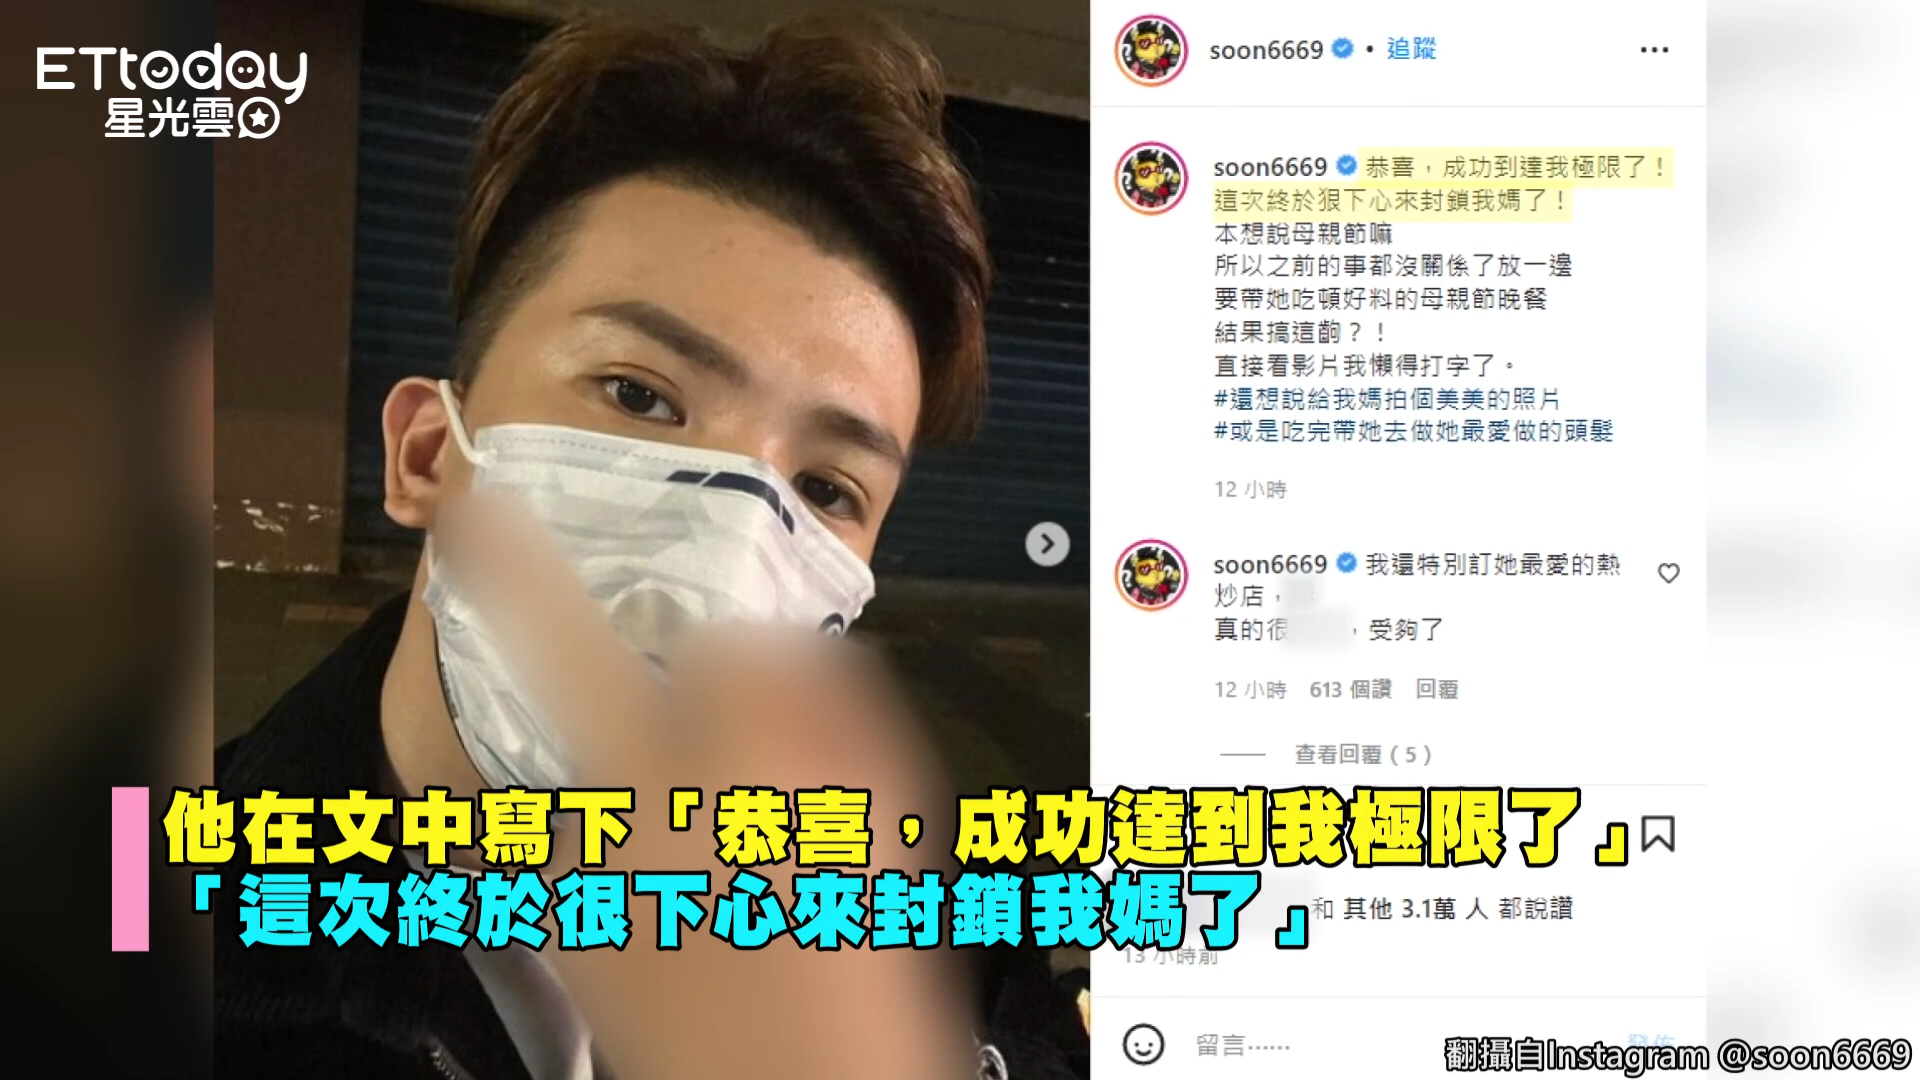 ETtoday
星光雲
soon6669 • 追蹤
soon6669 恭喜，成功到達我極限了！
這次終於狠下心來封鎖我媽了！
本想說母親節嘛
所以之前的事都沒關係了放一邊
要帶她吃頓好料的母親節晚餐
結果搞這齣？！
直接看影片我懶得打字了。
#還想說給我媽拍個美美的照片
#或是吃完帶她去做她最愛做的頭髮
12 小時
soon6669 我還特別訂她最愛的熱
炒店，
真的很，受夠了
12 小時 613 個讚 回覆
查看回覆（5）
他在文中寫下「恭喜，成功達到我極限了」
「這次終於很下心來封鎖我媽了」
和 其他 3.1萬 人 都說讚
13 小時前
留言……
發佈
翻攝自Instagram @soon6669